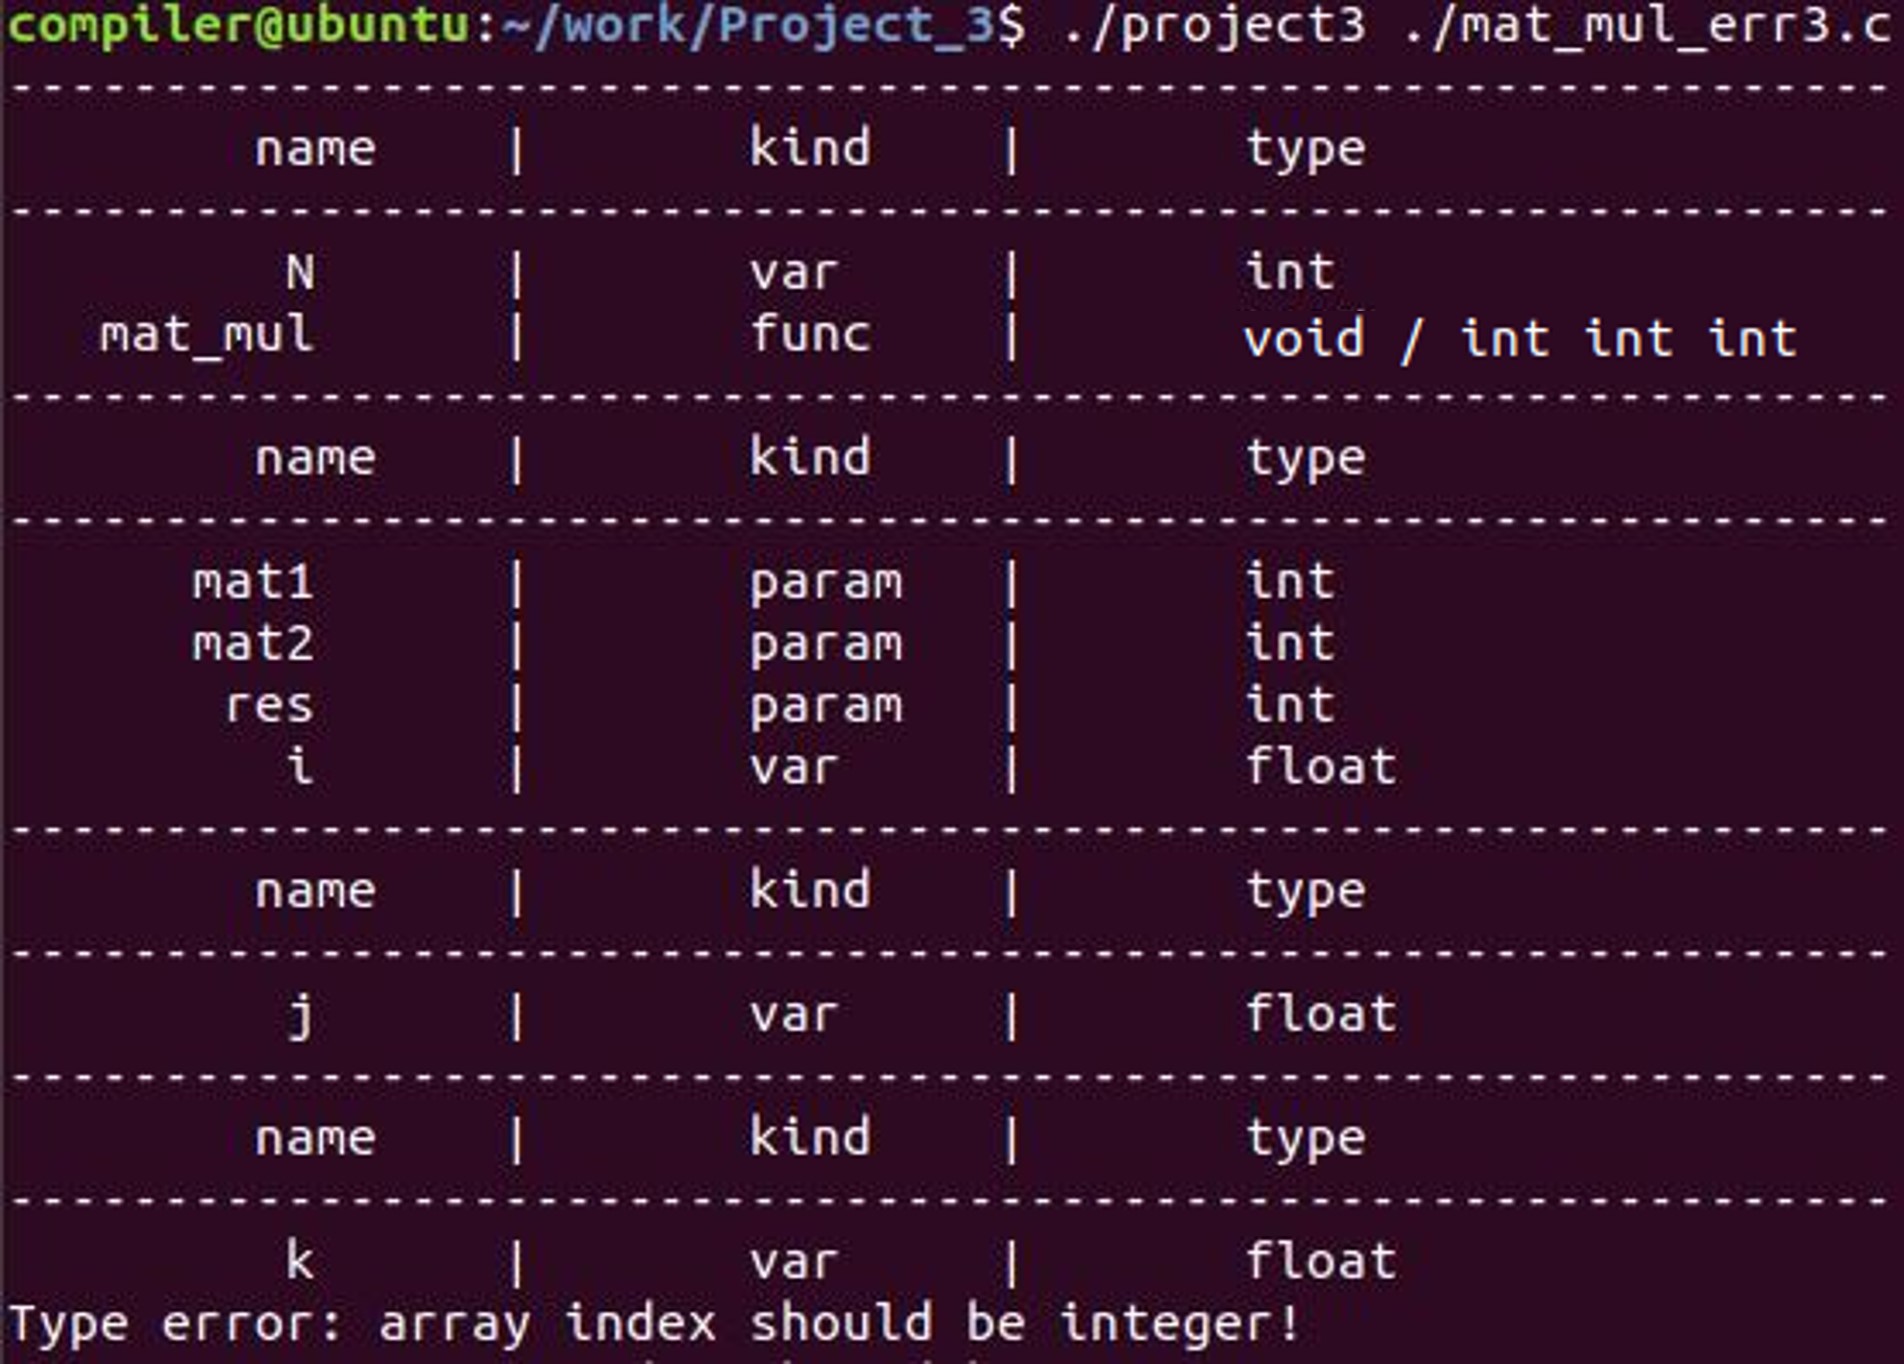 compiler@ubuntu:~/work/Project_3$ ./project3 ./mat_mul_err3.c
-------------------------------------------------------------
name | kind | type
-------------------------------------------------------------
N | var | int
mat_mul | func | void / int int int
-------------------------------------------------------------
name | kind | type
-------------------------------------------------------------
mat1 | param | int
mat2 | param | int
res | param | int
i | var | float
-------------------------------------------------------------
name | kind | type
-------------------------------------------------------------
j | var | float
-------------------------------------------------------------
name | kind | type
-------------------------------------------------------------
k | var | float
Type error: array index should be integer!